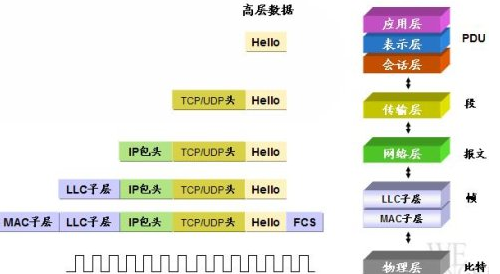 高层数据
应用层
Hello
表示层
PDU
会话层
TCP/UDP头 Hello
传输层
段
IP包头 TCP/UDP头 Hello
网络层
报文
LLC子层 IP包头 TCP/UDP头 Hello
LLC子层
帧
MAC子层 LLC子层 IP包头 TCP/UDP头 Hello FCS
MAC子层
物理层
比特